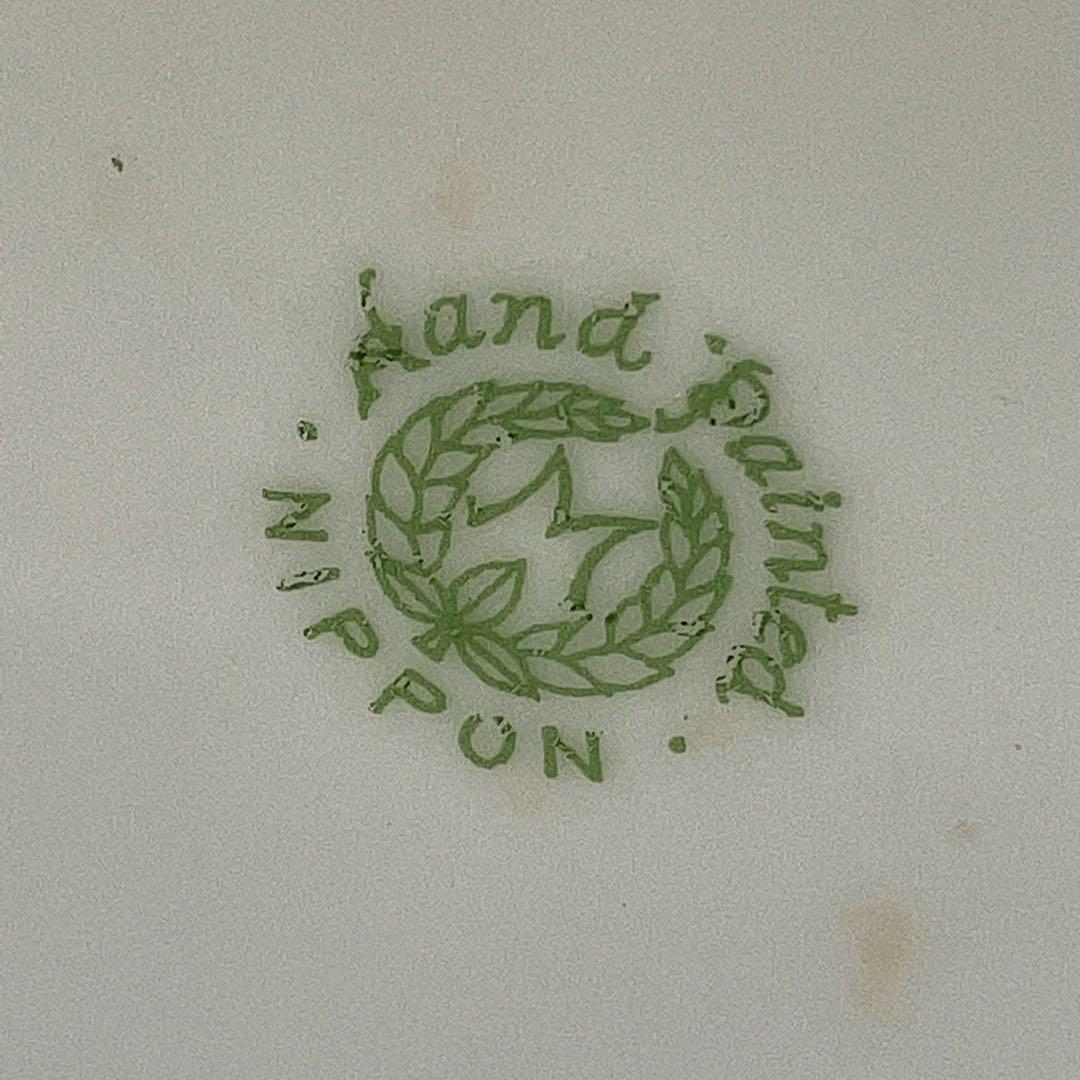 Hand Painted
M
· NIPPON ·